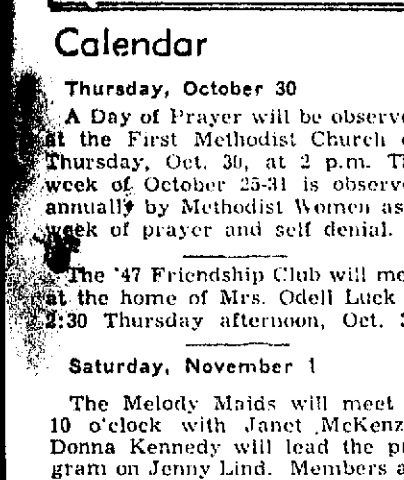 Calendar
Thursday, October 30
A Day of Prayer will be observe
at the First Methodist Church
Thursday, Oct. 30, at 2 p.m. T
week of October 25-31 is observe
annually by Methodist Women as
week of prayer and self denial.
The '47 Friendship Club will me
at the home of Mrs. Odell Luck
2:30 Thursday afternoon, Oct.
Saturday, November 1
The Melody Maids will meet
10 o'clock with Janet McKenz
Donna Kennedy will lead the pr
gram on Jenny Lind. Members a